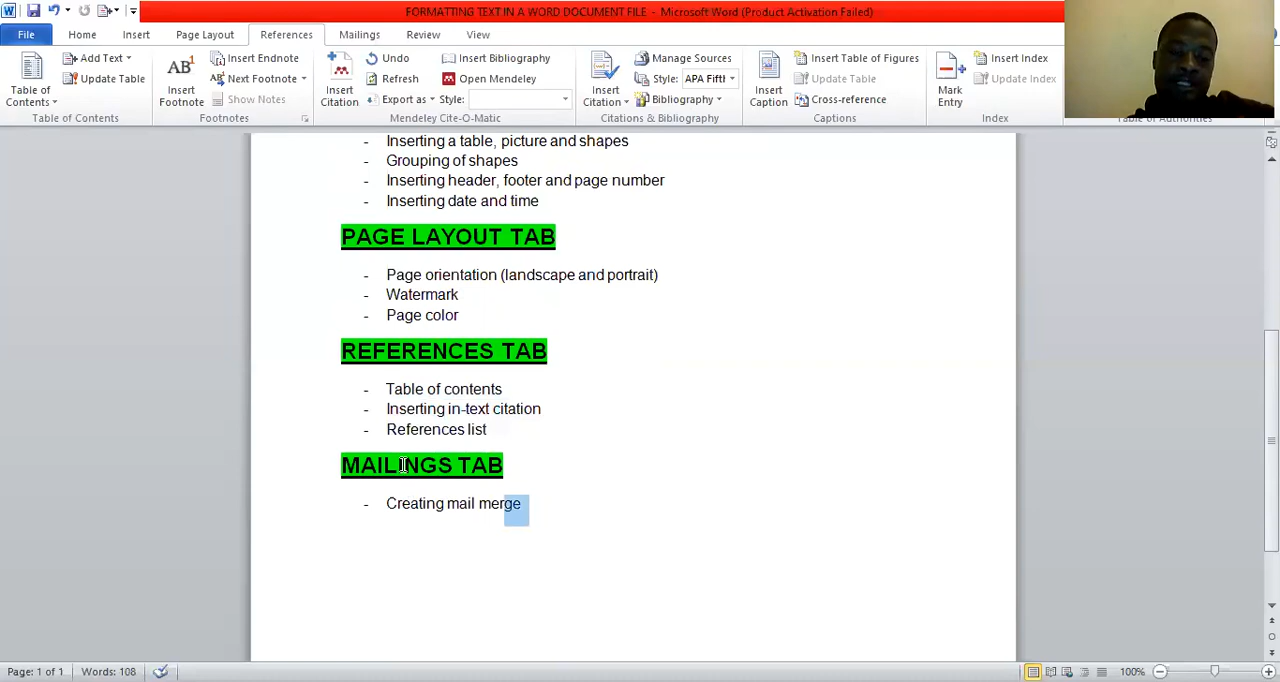 FORMATTING TEXT IN A WORD DOCUMENT FILE - Microsoft Word (Product Activation Failed)
File Home Insert Page Layout References Mailings Review View
Table of Contents
Add Text
Update Table
Table of Contents
AB1 Insert Footnote
Insert Endnote
AB1 Next Footnote
Show Notes
Footnotes
Insert Citation
Undo
Refresh
Export as
Insert Bibliography
Open Mendeley
Style:
Mendeley Cite-O-Matic
Insert Citation
Manage Sources
Style: APA Fifth
Bibliography
Citations & Bibliography
Insert Caption
Insert Table of Figures
Update Table
Cross-reference
Captions
Mark Entry
Insert Index
Update Index
Index
- Inserting a table, picture and shapes
- Grouping of shapes
- Inserting header, footer and page number
- Inserting date and time
PAGE LAYOUT TAB
- Page orientation (landscape and portrait)
- Watermark
- Page color
REFERENCES TAB
- Table of contents
- Inserting in-text citation
- References list
MAILINGS TAB
- Creating mail merge
Page: 1 of 1 Words: 108 100%